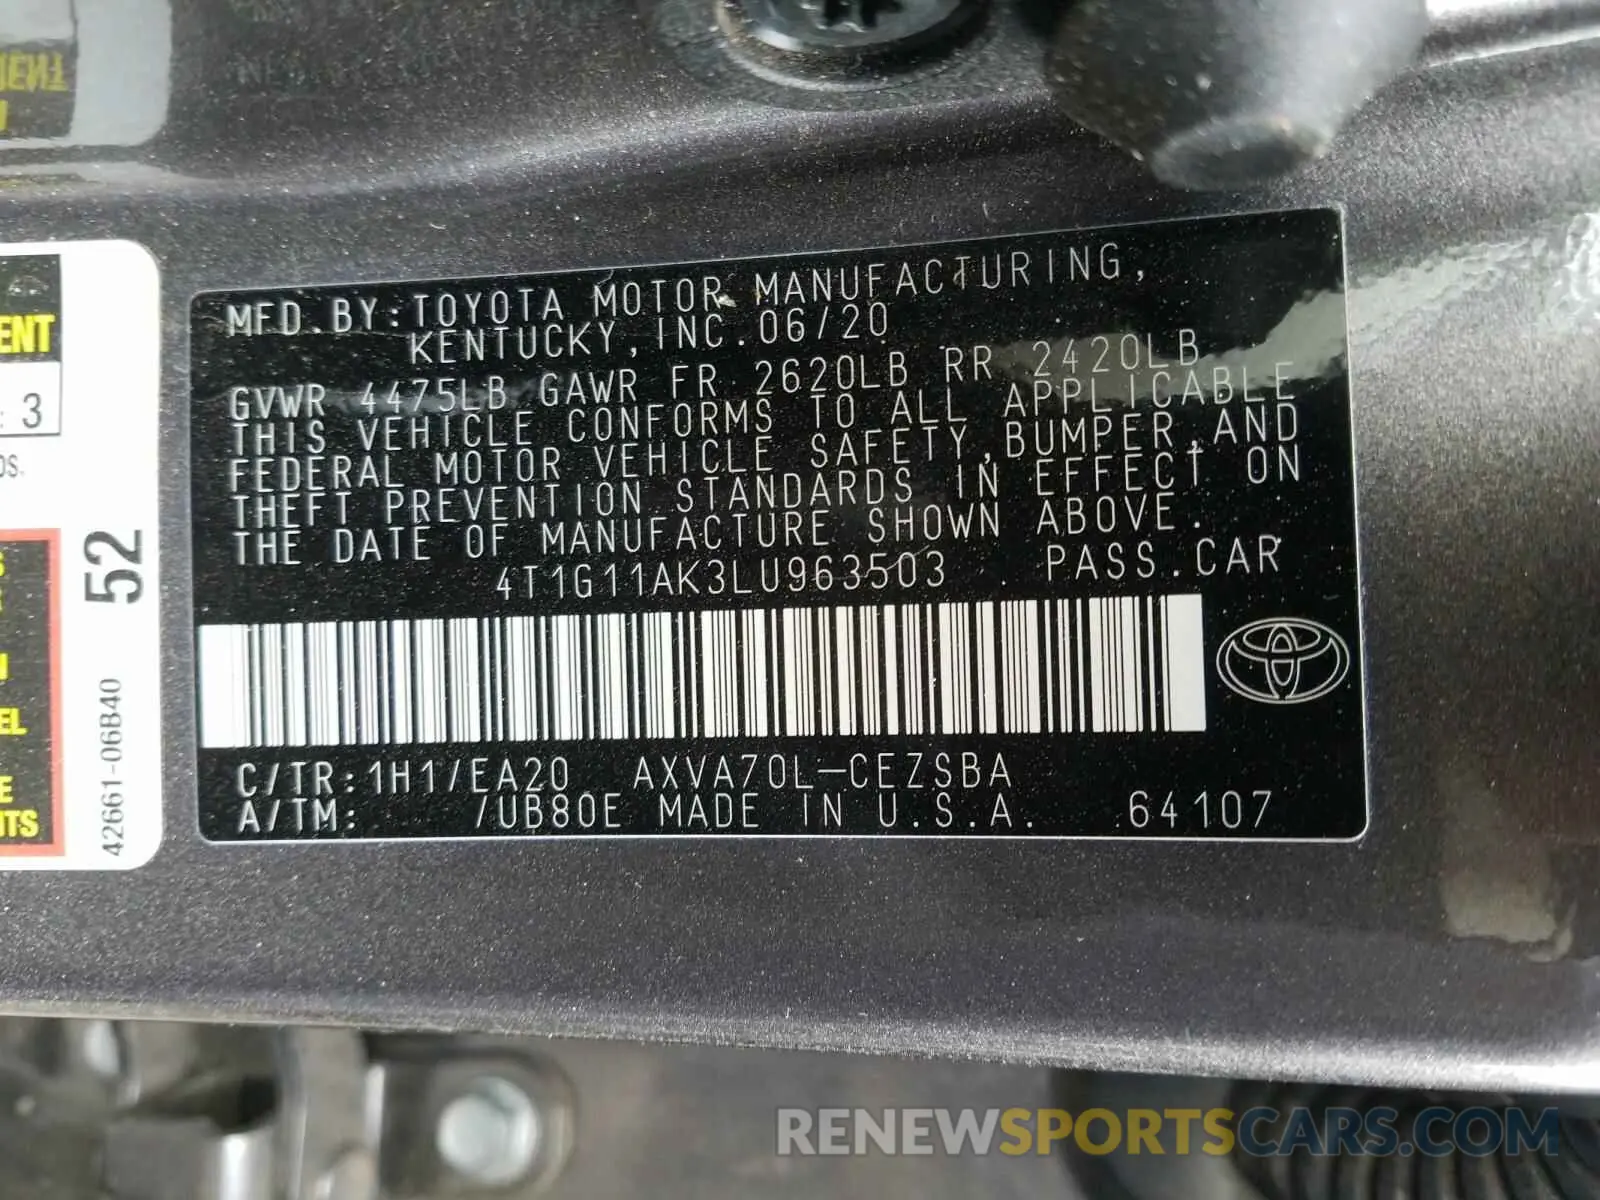 MFD.BY:TOYOTA MOTOR MANUFACTURING,
KENTUCKY,INC.06/20
GVWR 4475LB GAWR FR 2620LB RR 2420LB
THIS VEHICLE CONFORMS TO ALL APPLICABLE
FEDERAL MOTOR VEHICLE SAFETY,BUMPER,AND
THEFT PREVENTION STANDARDS IN EFFECT ON
THE DATE OF MANUFACTURE SHOWN ABOVE.
4T1G11AK3LU963503 PASS.CAR
C/TR:1H1/EA20 AXVA70L-CEZSBA
A/TM: /UB80E MADE IN U.S.A. 64107
ENT
: 3
OS.
52
42661-06B40
N
EL
E
NTS
RENEWSPORTSCARS.COM